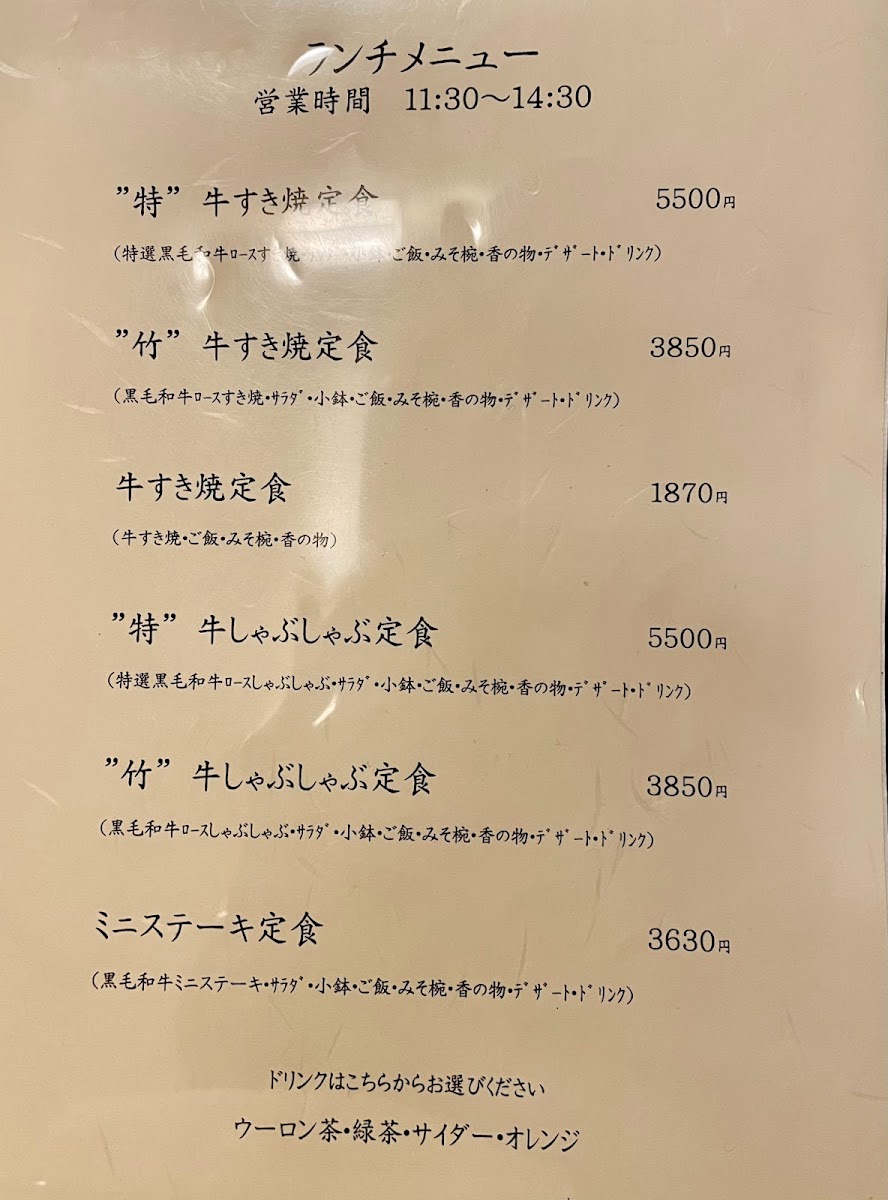 ランチメニュー
営業時間　11:30〜14:30
”特” 牛すき焼定食 5500円
(特選黒毛和牛ﾛｰｽすき焼・ｻﾗﾀﾞ・小鉢・ご飯・みそ椀・香の物・ﾃﾞｻﾞｰﾄ・ﾄﾞﾘﾝｸ)
”竹” 牛すき焼定食 3850円
(黒毛和牛ﾛｰｽすき焼・ｻﾗﾀﾞ・小鉢・ご飯・みそ椀・香の物・ﾃﾞｻﾞｰﾄ・ﾄﾞﾘﾝｸ)
牛すき焼定食 1870円
(牛すき焼・ご飯・みそ椀・香の物)
”特” 牛しゃぶしゃぶ定食 5500円
(特選黒毛和牛ﾛｰｽしゃぶしゃぶ・ｻﾗﾀﾞ・小鉢・ご飯・みそ椀・香の物・ﾃﾞｻﾞｰﾄ・ﾄﾞﾘﾝｸ)
”竹” 牛しゃぶしゃぶ定食 3850円
(黒毛和牛ﾛｰｽしゃぶしゃぶ・ｻﾗﾀﾞ・小鉢・ご飯・みそ椀・香の物・ﾃﾞｻﾞｰﾄ・ﾄﾞﾘﾝｸ)
ミニステーキ定食 3630円
(黒毛和牛ミニステーキ・ｻﾗﾀﾞ・小鉢・ご飯・みそ椀・香の物・ﾃﾞｻﾞｰﾄ・ﾄﾞﾘﾝｸ)
ドリンクはこちらからお選びください
ウーロン茶・緑茶・サイダー・オレンジ